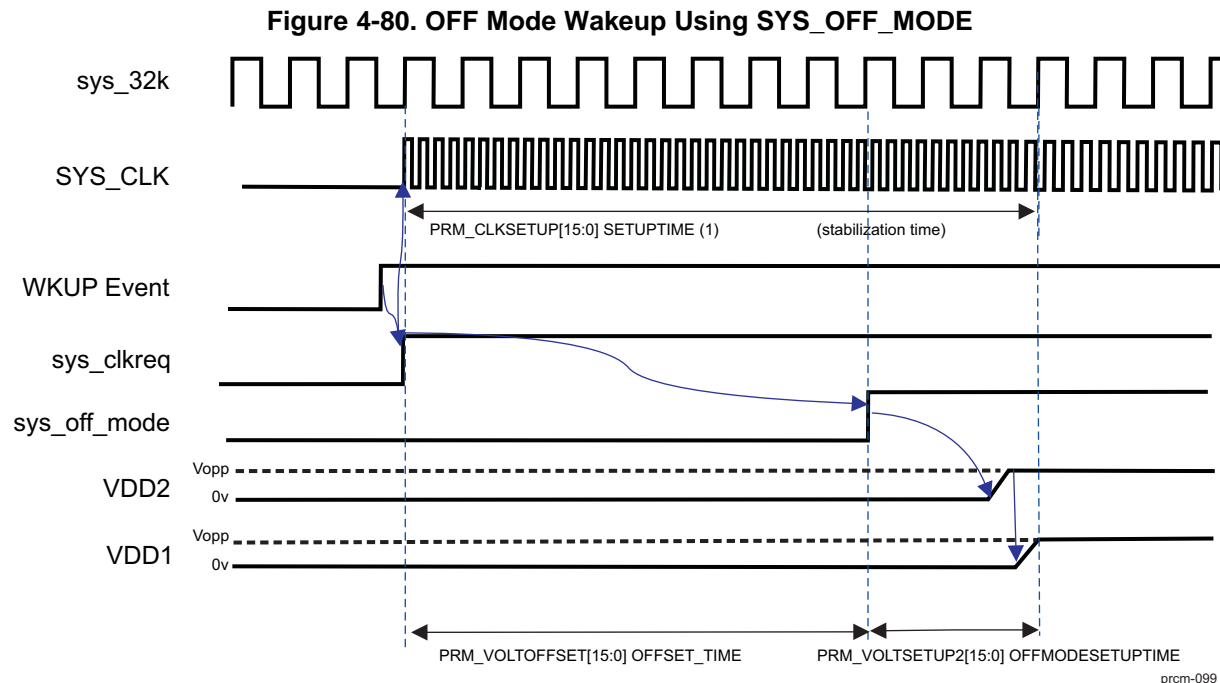 Figure 4-80. OFF Mode Wakeup Using SYS_OFF_MODE
sys_32k
SYS_CLK
PRM_CLKSETUP[15:0] SETUPTIME (1) (stabilization time)
WKUP Event
sys_clkreq
sys_off_mode
Vopp
VDD2
0v
Vopp
VDD1
0v
PRM_VOLTOFFSET[15:0] OFFSET_TIME PRM_VOLTSETUP2[15:0] OFFMODESETUPTIME
prcm-099